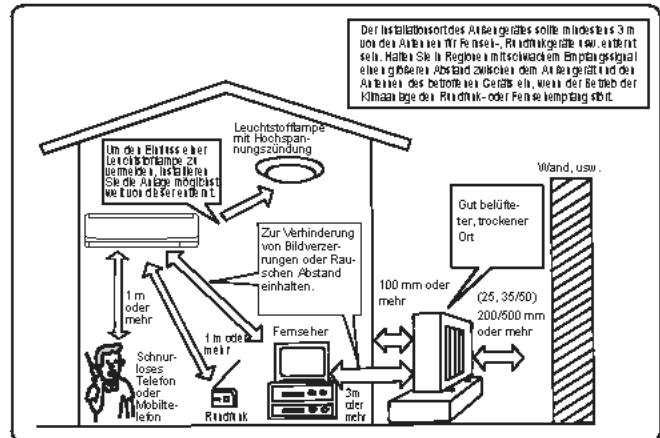 Der Installationsort des Außengerätes sollte mindestens 3 m
von den Antennen für Fernseh-, Rundfunkgeräte usw. entfernt
sein. Halten Sie in Regionen mit schwachem Empfangssignal
einen größeren Abstand zwischen dem Außengerät und den
Antennen des betroffenen Geräts ein, wenn der Betrieb der
Klimaanlage den Rundfunk- oder Fernsehempfang stört.
Leuchtstofflampe
mit Hochspan-
nungszündung
Um den Einfluss einer
Leuchtstofflampe zu
vermeiden, installieren
Sie die Anlage möglichst
weit von dieser entfernt.
Wand, usw.
Gut belüfte-
ter, trockener
Ort
Zur Verhinderung
von Bildverzer-
rungen oder Rau-
schen Abstand
einhalten.
100 mm oder
mehr
(25, 35/50)
200/500 mm
oder mehr
1 m
oder
mehr
1 m oder
mehr
Fernseher
Schnur-
loses
Telefon
oder
Mobilte-
lefon
Rundfunk
3m
oder
mehr